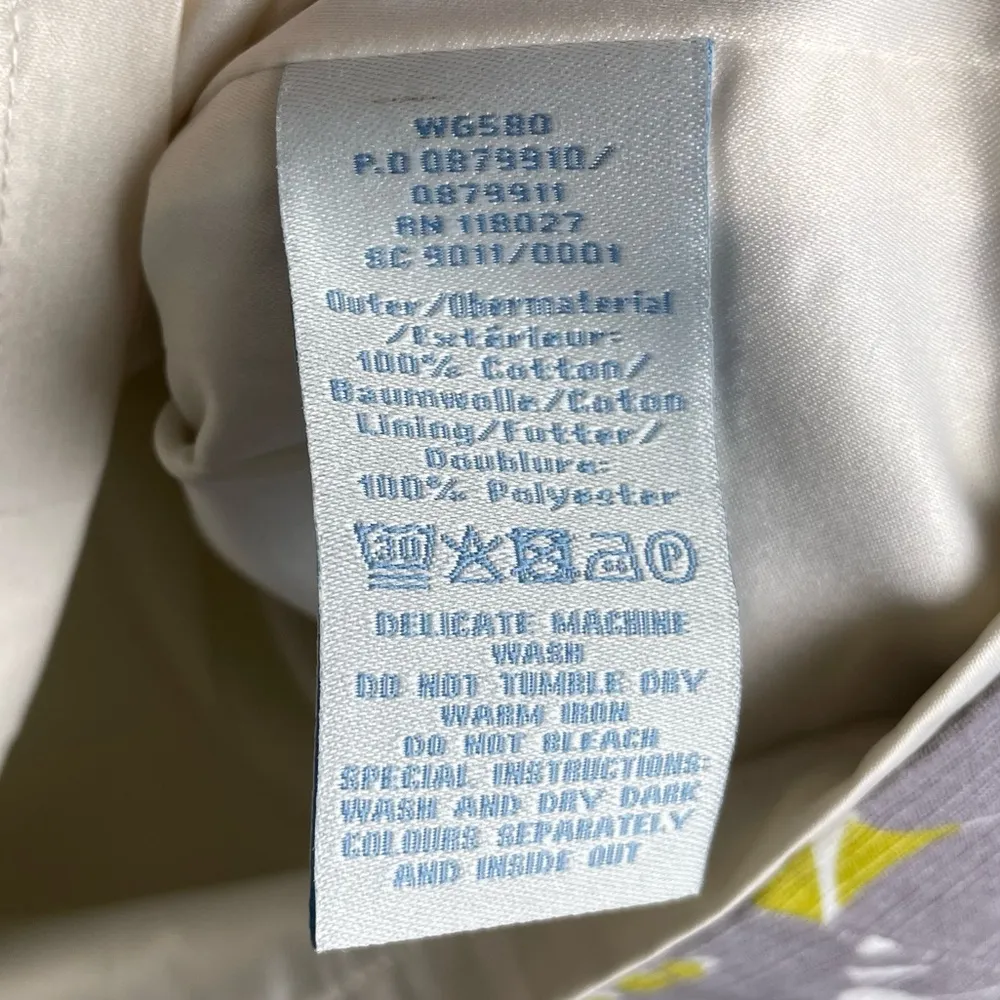 WG580
P.O 0879910/
0879911
RN 118027
SC 9011/0001
Outer/Obermaterial
/Extérieur:
100% Cotton/
Baumwolle/Coton
Lining/Futter/
Doublure:
100% Polyester
30 P
DELICATE MACHINE
WASH
DO NOT TUMBLE DRY
WARM IRON
DO NOT BLEACH
SPECIAL INSTRUCTIONS:
WASH AND DRY DARK
COLOURS SEPARATELY
AND INSIDE OUT